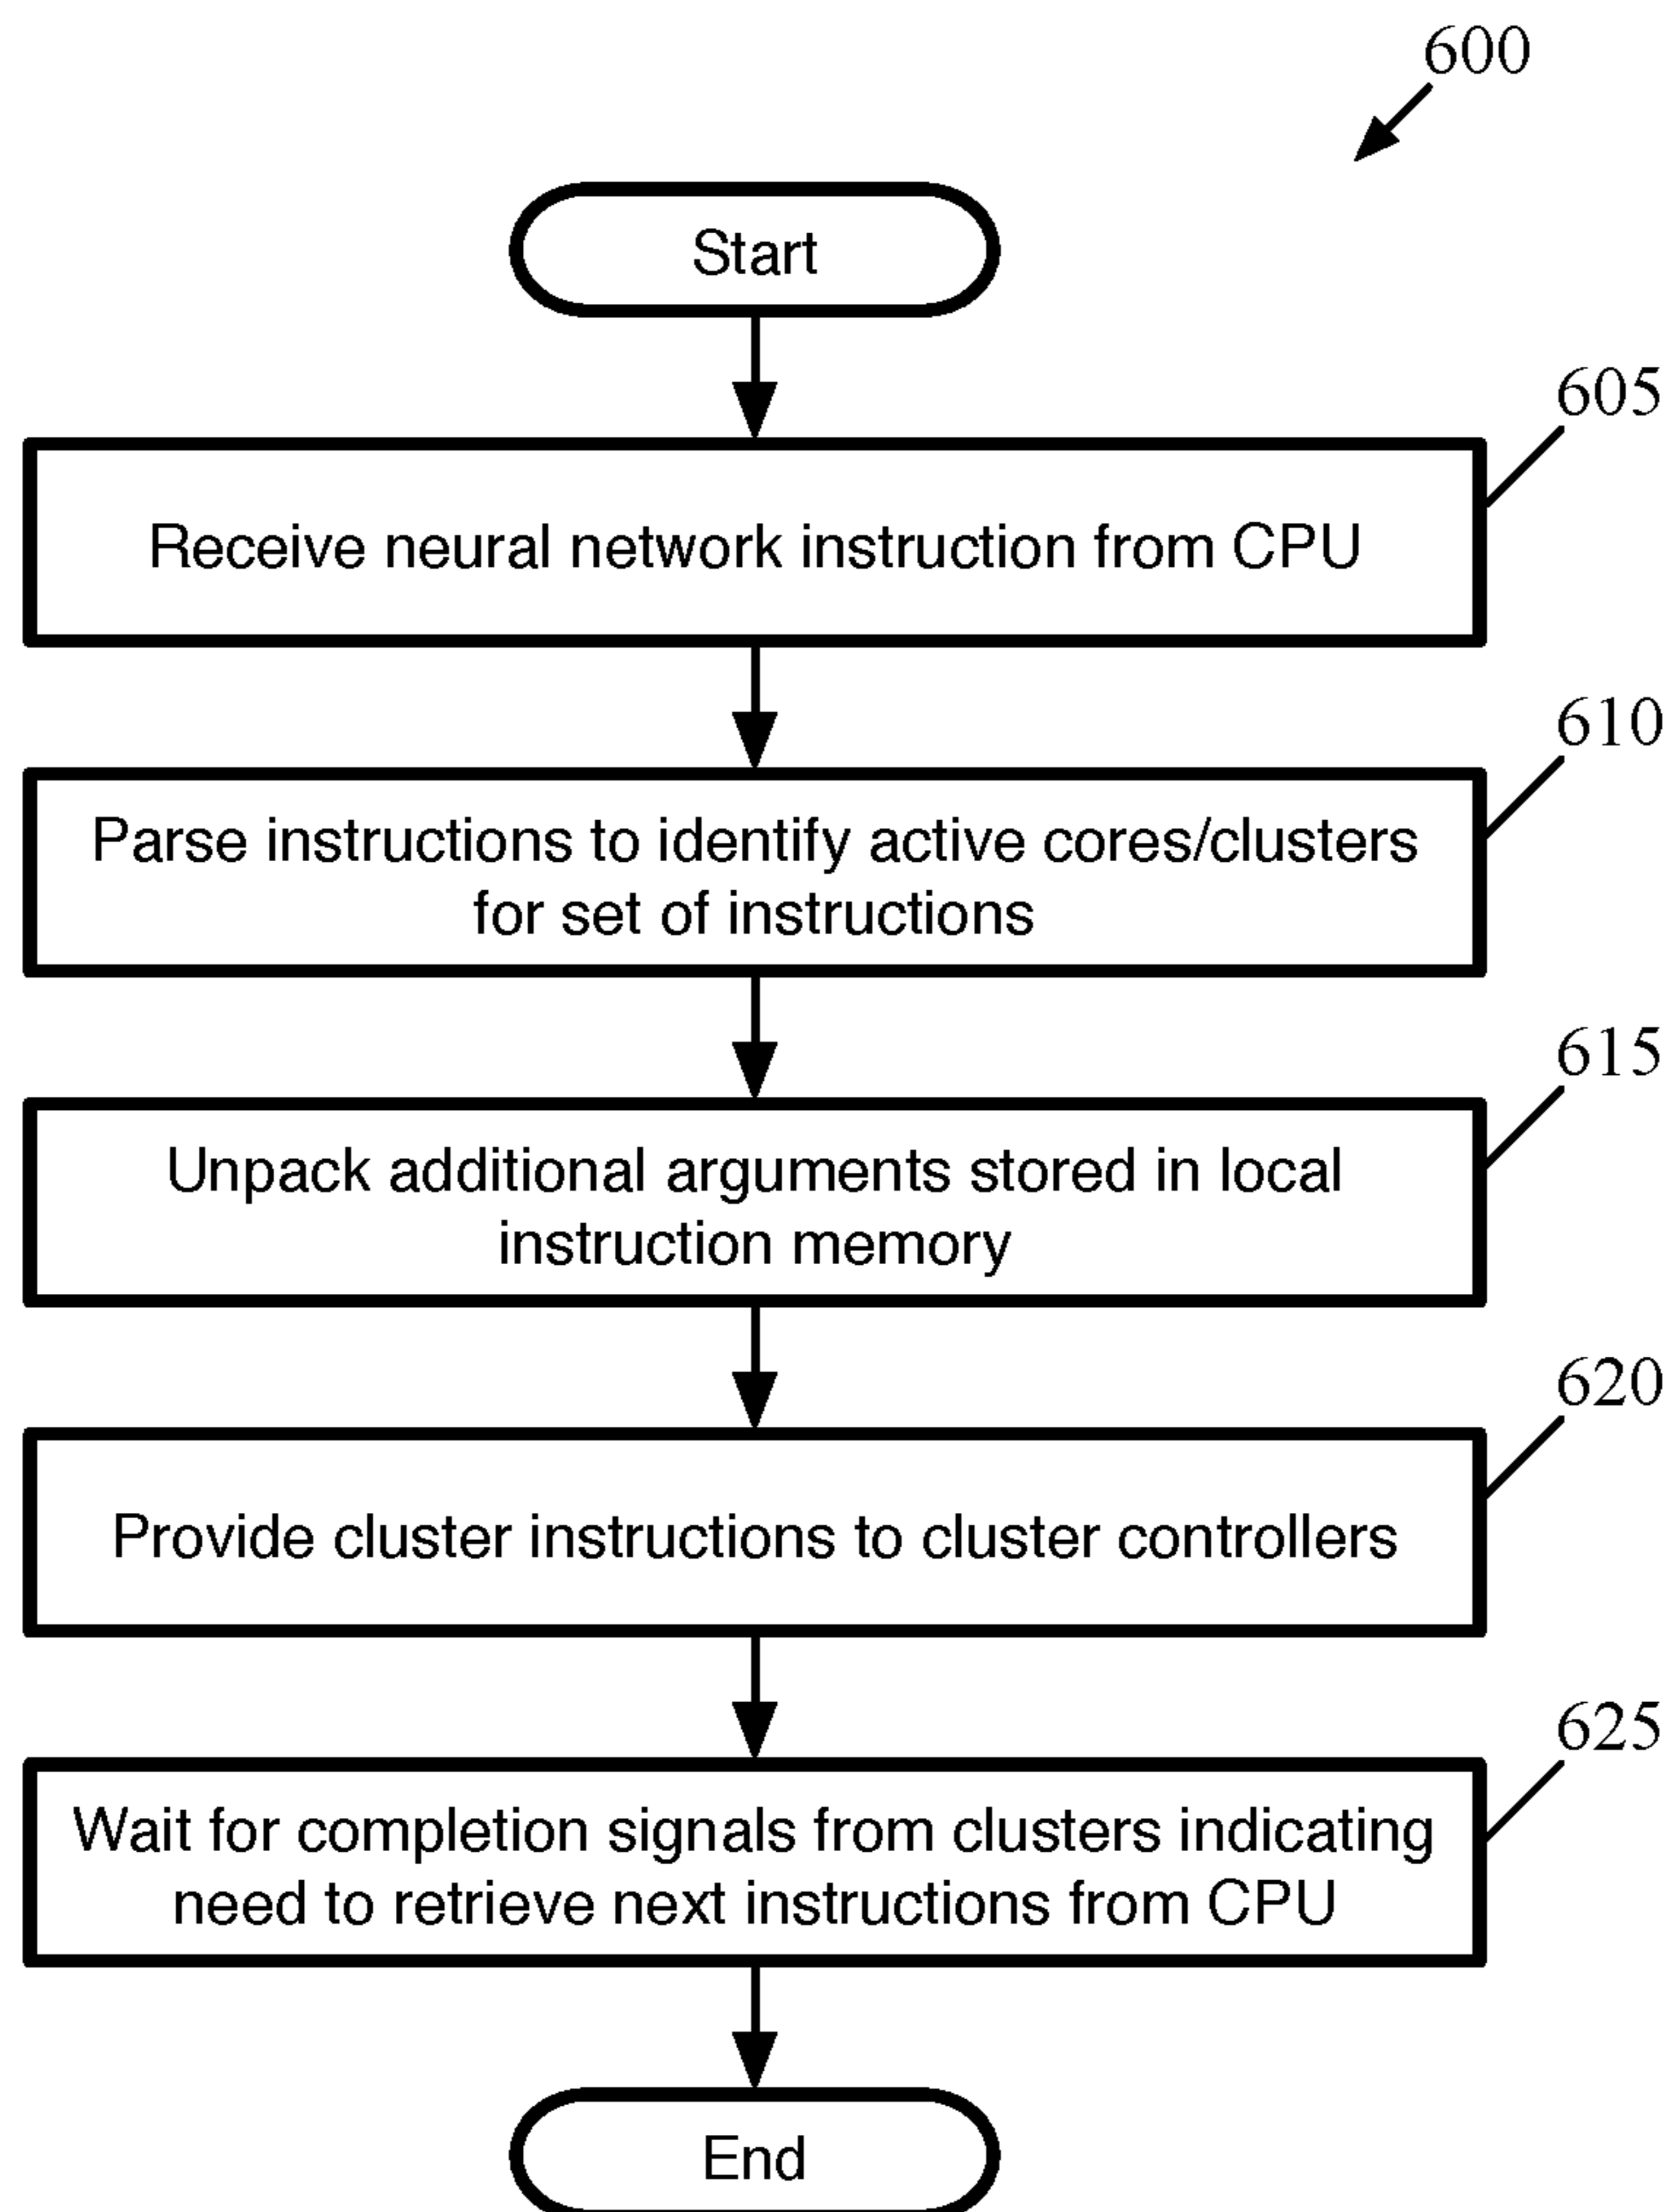 600
Start
605
Receive neural network instruction from CPU
610
Parse instructions to identify active cores/clusters
for set of instructions
615
Unpack additional arguments stored in local
instruction memory
620
Provide cluster instructions to cluster controllers
625
Wait for completion signals from clusters indicating
need to retrieve next instructions from CPU
End